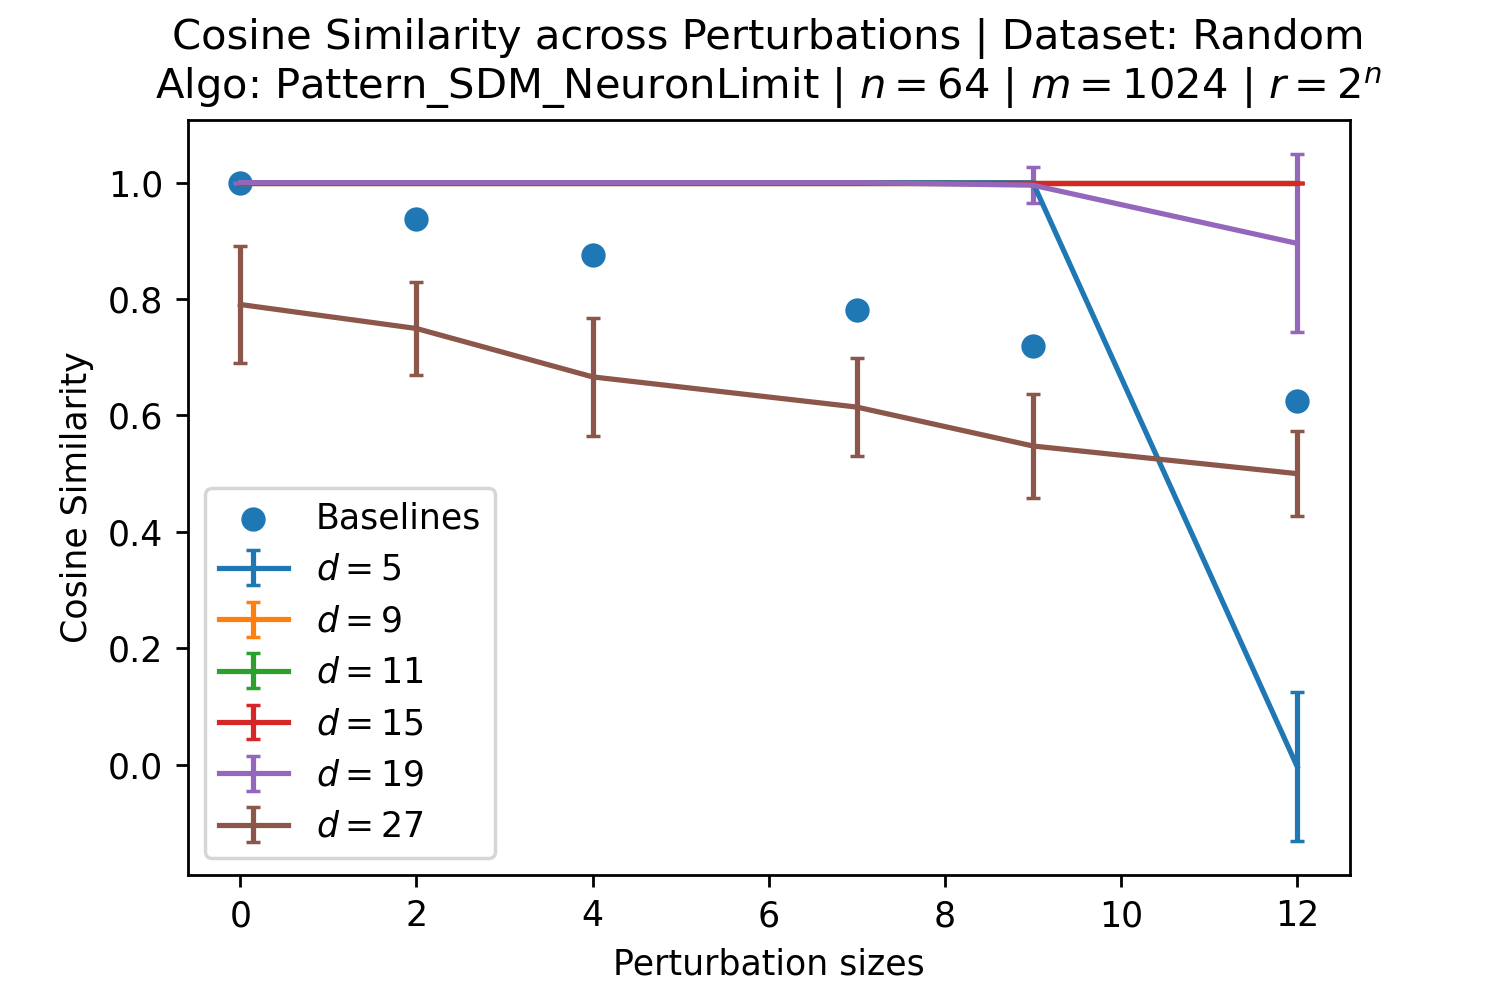 Cosine Similarity across Perturbations | Dataset: Random
Algo: Pattern_SDM_NeuronLimit | n = 64 | m = 1024 | r = 2ⁿ
Cosine Similarity
1.0
0.8
0.6
0.4
0.2
0.0
Baselines
d = 5
d = 9
d = 11
d = 15
d = 19
d = 27
0 2 4 6 8 10 12
Perturbation sizes